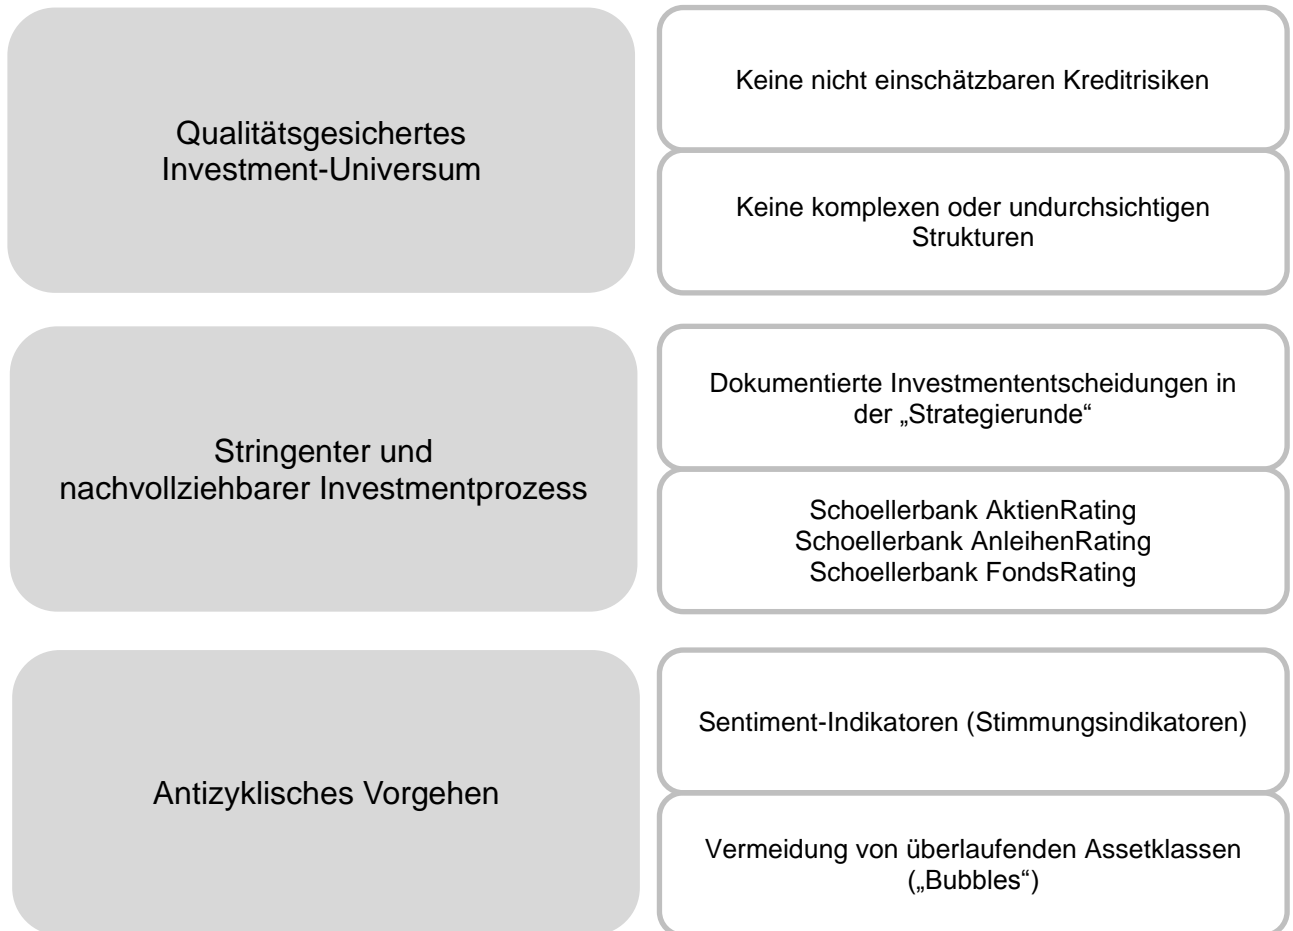 Qualitätsgesichertes
Investment-Universum
Keine nicht einschätzbaren Kreditrisiken
Keine komplexen oder undurchsichtigen
Strukturen
Stringenter und
nachvollziehbarer Investmentprozess
Dokumentierte Investmententscheidungen in
der „Strategierunde“
Schoellerbank AktienRating
Schoellerbank AnleihenRating
Schoellerbank FondsRating
Antizyklisches Vorgehen
Sentiment-Indikatoren (Stimmungsindikatoren)
Vermeidung von überlaufenden Assetklassen
(„Bubbles“)